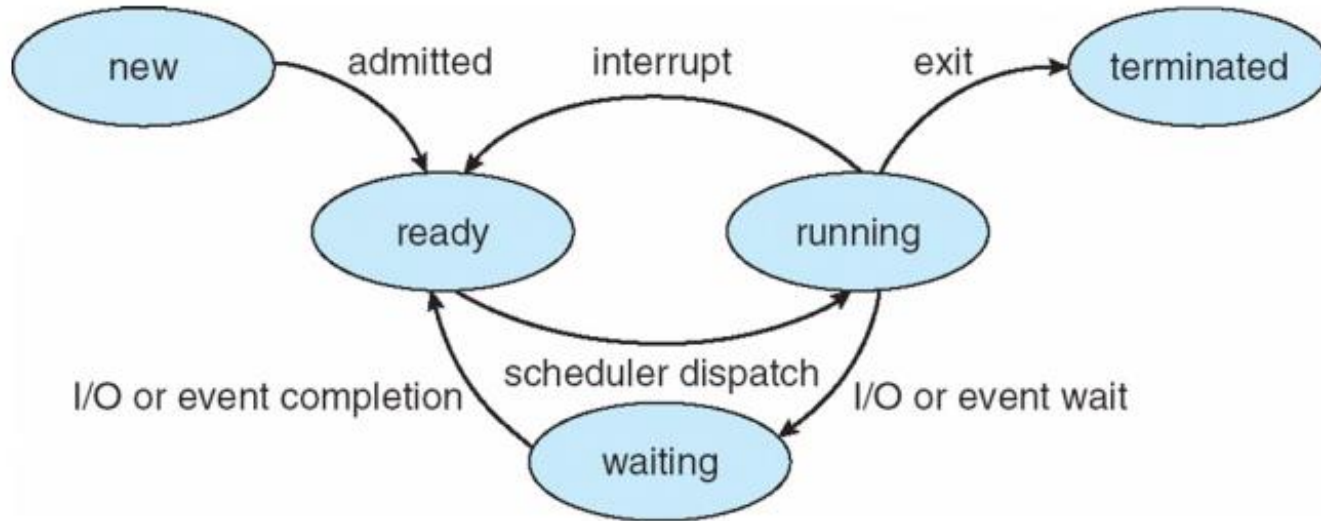 new
admitted
interrupt
exit
terminated
ready
running
I/O or event completion
scheduler dispatch
I/O or event wait
waiting